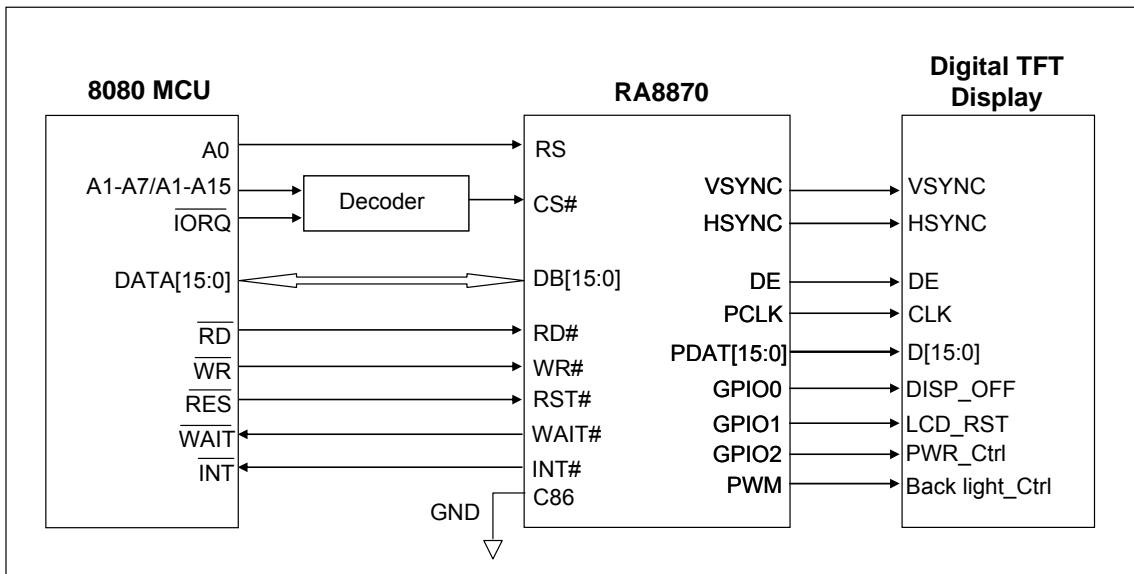 8080 MCU
A0
A1-A7/A1-A15
IORQ
DATA[15:0]
RD
WR
RES
WAIT
INT
Decoder
GND
RA8870
RS
CS#
DB[15:0]
RD#
WR#
RST#
WAIT#
INT#
C86
VSYNC
HSYNC
DE
PCLK
PDAT[15:0]
GPIO0
GPIO1
GPIO2
PWM
Digital TFT
Display
VSYNC
HSYNC
DE
CLK
D[15:0]
DISP_OFF
LCD_RST
PWR_Ctrl
Back light_Ctrl